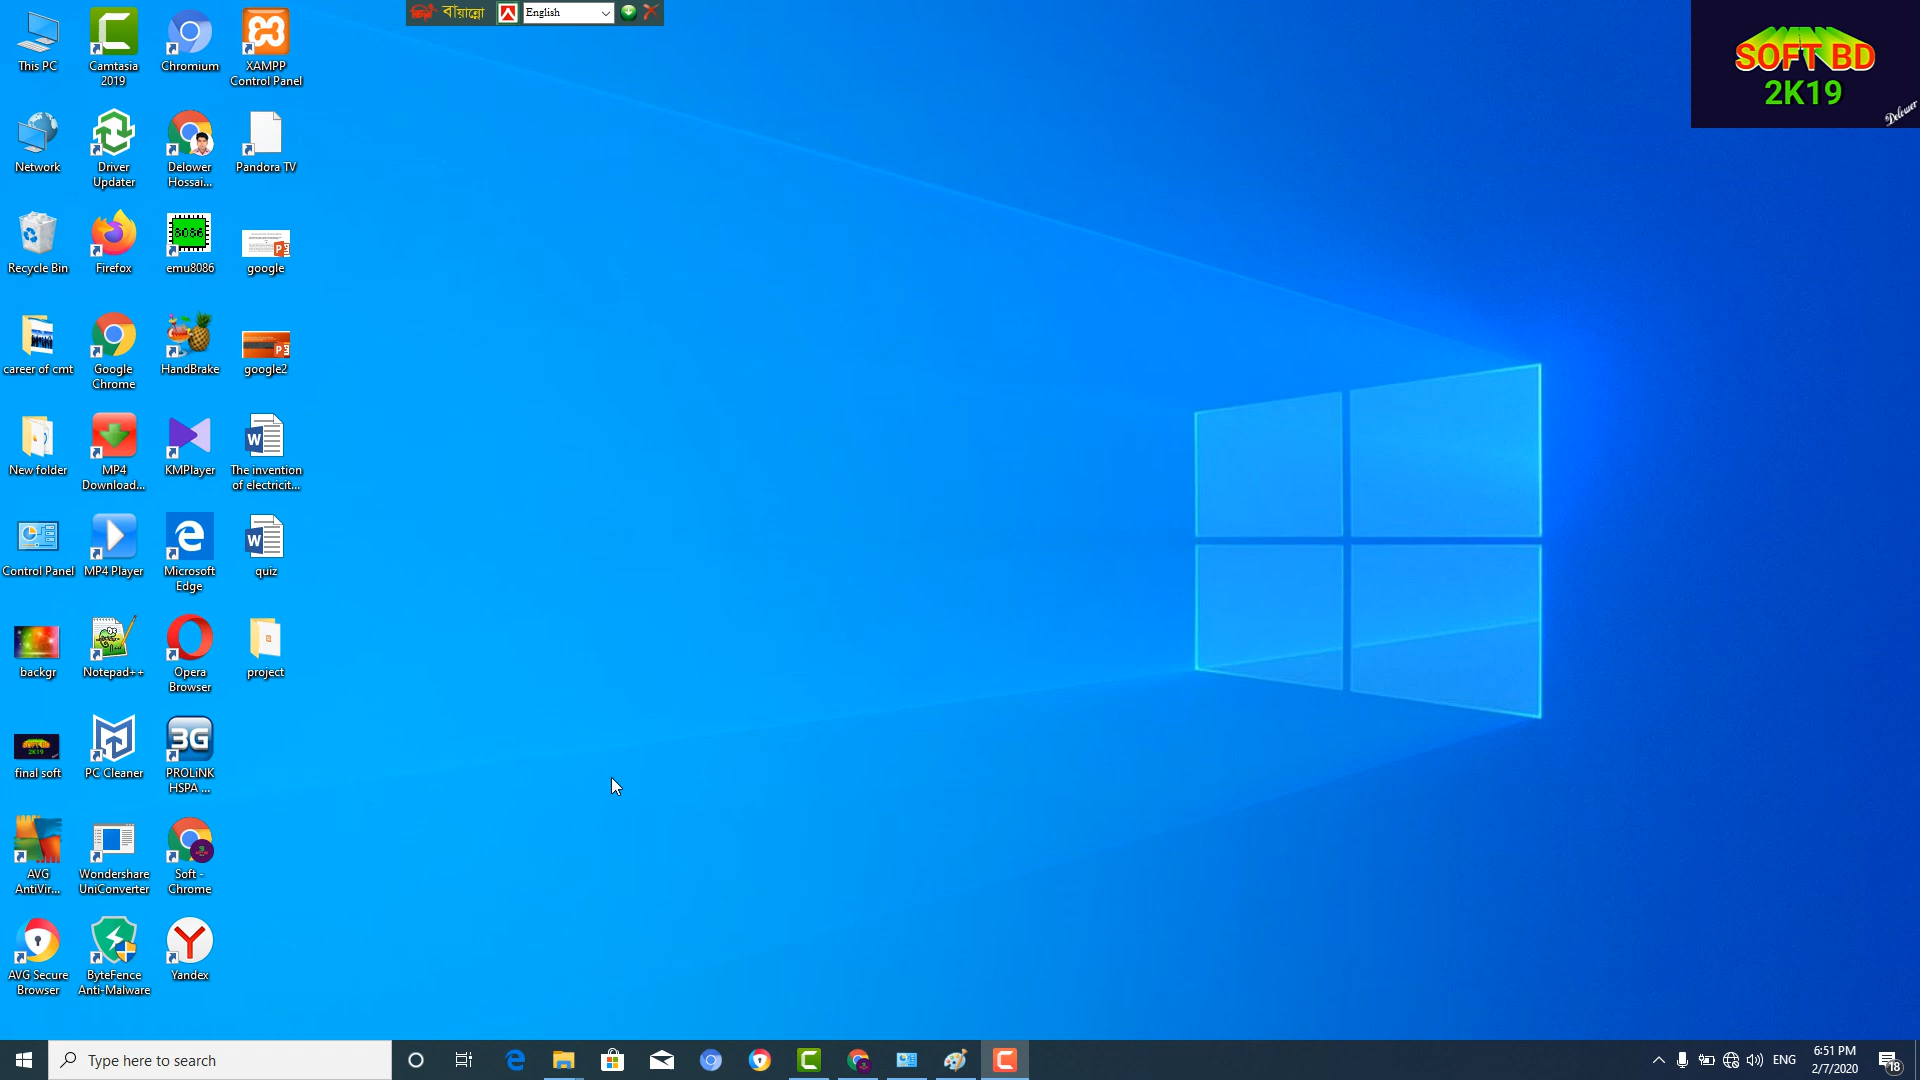 বায়ান্নো
English
SOFT BD
2K19
Delower
This PC
Camtasia
2019
Chromium
XAMPP
Control Panel
Network
Driver
Updater
Delower
Hossai...
Pandora TV
Recycle Bin
Firefox
8086
emu8086
google
career of cmt
Google
Chrome
HandBrake
google2
New folder
MP4
Download...
KMPlayer
The invention
of electricit...
Control Panel
MP4 Player
Microsoft
Edge
quiz
backgr
Notepad++
Opera
Browser
project
final soft
PC Cleaner
3G
PROLiNK
HSPA ...
AVG
AntiVir...
Wondershare
UniConverter
Soft -
Chrome
AVG Secure
Browser
ByteFence
Anti-Malware
Yandex
Type here to search
ENG
6:51 PM
2/7/2020
18